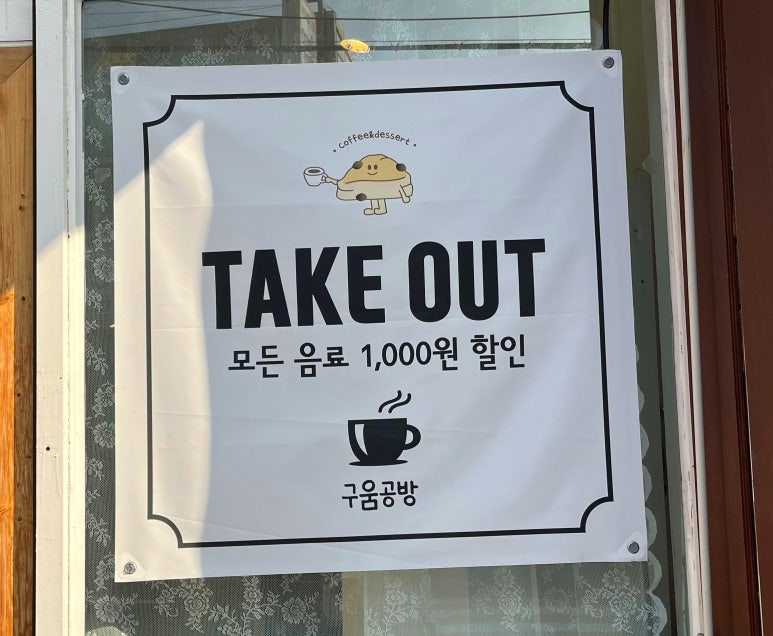 • coffee&dessert •
TAKE OUT
모든 음료 1,000원 할인
구움공방